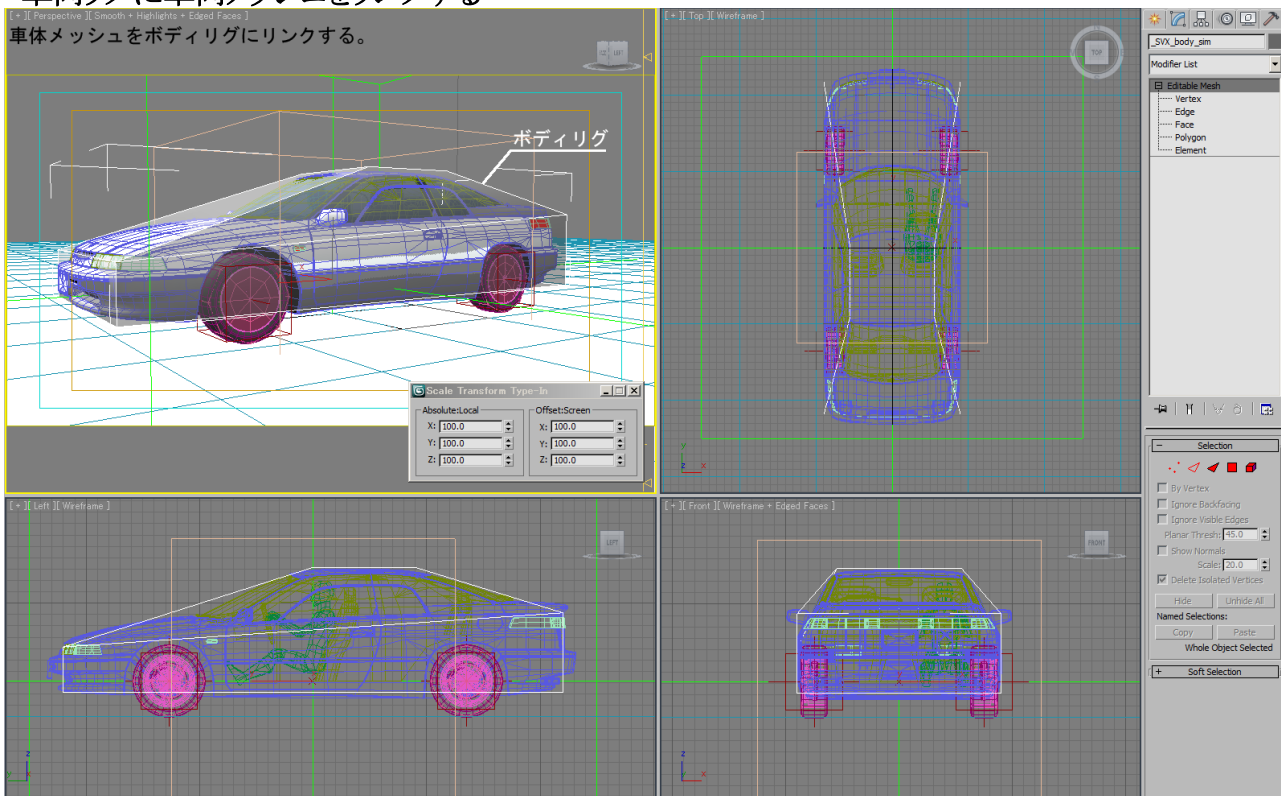 車体メッシュをボディリグにリンクする。
[ + ][ Perspective ][ Smooth + Highlights + Edged Faces ]
LEFT
ボディリグ
Scale Transform Type-In
Absolute:Local
X: 100.0
Y: 100.0
Z: 100.0
Offset:Screen
X: 100.0
Y: 100.0
Z: 100.0
[ + ][ Top ][ Wireframe ]
TOP
y
z x
[ + ][ Left ][ Wireframe ]
LEFT
z
y x
[ + ][ Front ][ Wireframe + Edged Faces ]
FRONT
z
x
_SVX_body_sim
Modifier List
Editable Mesh
Vertex
Edge
Face
Polygon
Element
- Selection
By Vertex
Ignore Backfacing
Ignore Visible Edges
Planar Thresh: 45.0
Show Normals
Scale: 20.0
Delete Isolated Vertices
Hide Unhide All
Named Selections:
Copy Paste
Whole Object Selected
+ Soft Selection